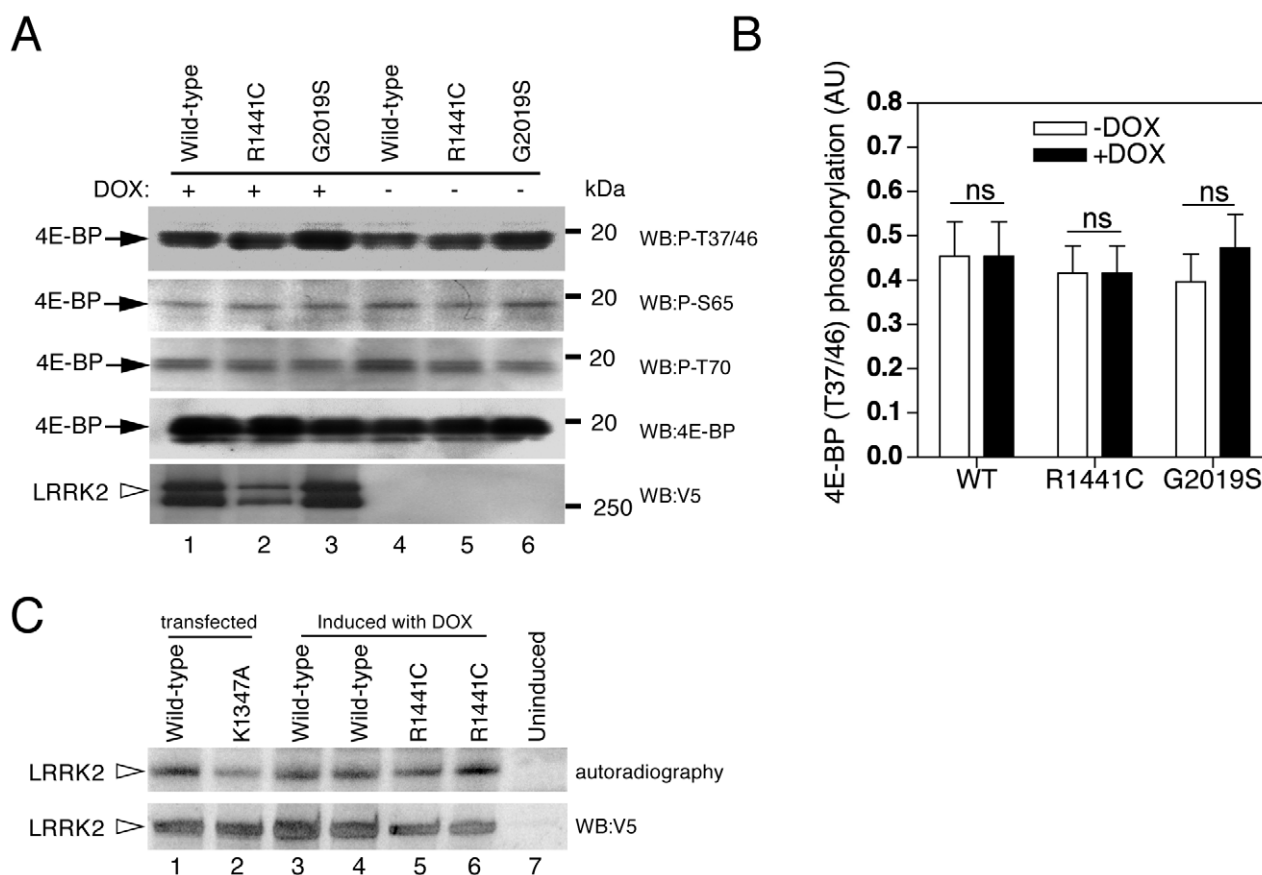 A
Wild-type R1441C G2019S Wild-type R1441C G2019S
DOX: + + + - - - kDa
4E-BP 20 WB:P-T37/46
4E-BP 20 WB:P-S65
4E-BP 20 WB:P-T70
4E-BP 20 WB:4E-BP
LRRK2 250 WB:V5
1 2 3 4 5 6
B
4E-BP (T37/46) phosphorylation (AU)
0.8
0.7
0.6
0.5
0.4
0.3
0.2
0.1
0.0
-DOX
+DOX
ns ns ns
WT R1441C G2019S
C
transfected Induced with DOX
Wild-type K1347A Wild-type Wild-type R1441C R1441C Uninduced
LRRK2 autoradiography
LRRK2 WB:V5
1 2 3 4 5 6 7